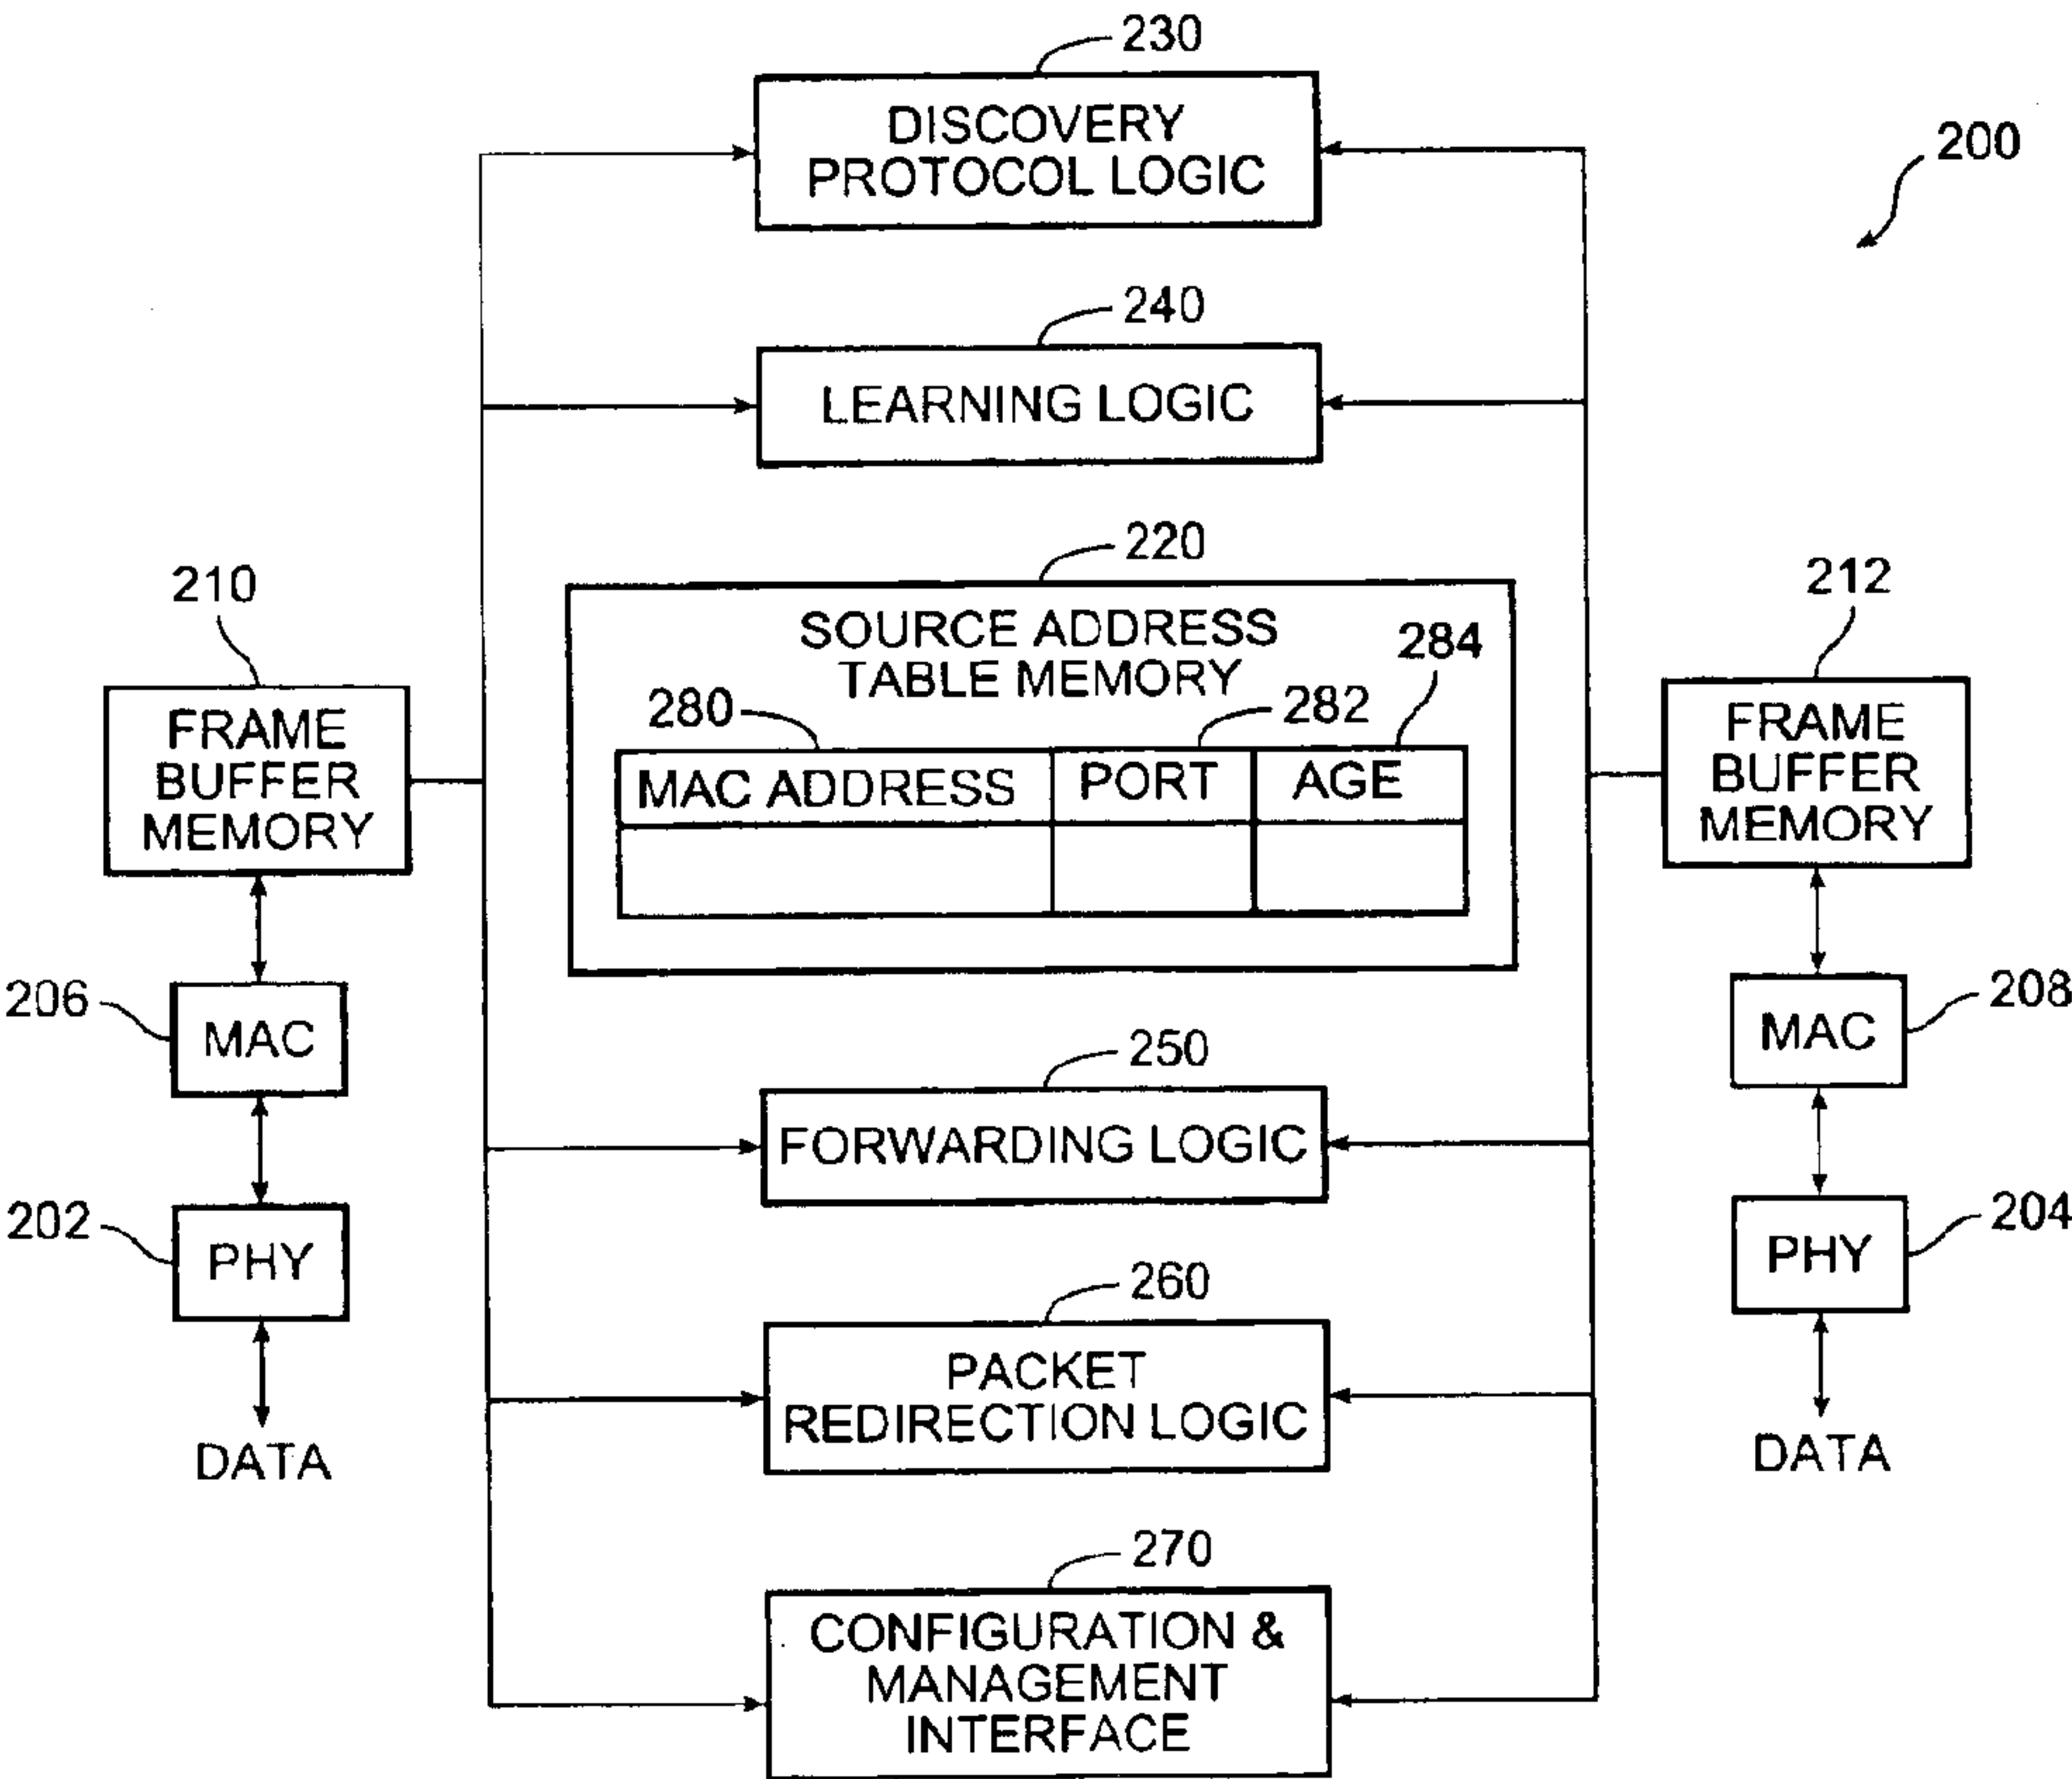 230
DISCOVERY
PROTOCOL LOGIC
200
240
LEARNING LOGIC
220
SOURCE ADDRESS
TABLE MEMORY
284
280
282
MAC ADDRESS
PORT
AGE
210
FRAME
BUFFER
MEMORY
212
FRAME
BUFFER
MEMORY
206
MAC
208
MAC
250
FORWARDING LOGIC
202
PHY
204
PHY
260
PACKET
REDIRECTION LOGIC
DATA
DATA
270
CONFIGURATION &
MANAGEMENT
INTERFACE